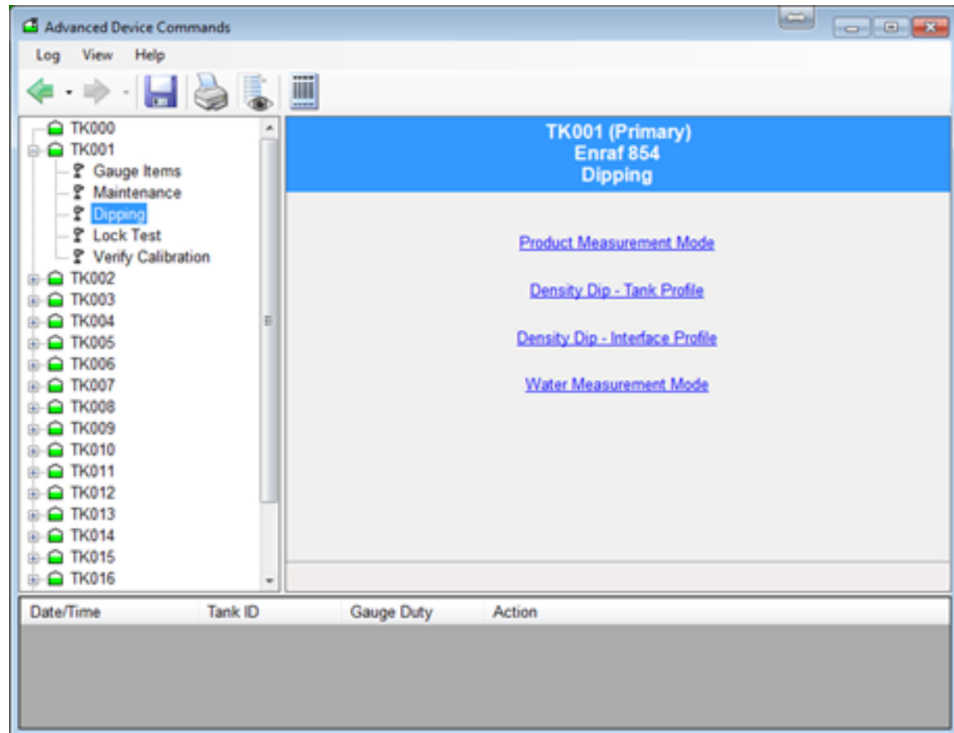 Advanced Device Commands
Log View Help
TK000
TK001
Gauge Items
Maintenance
Dipping
Lock Test
Verify Calibration
TK002
TK003
TK004
TK005
TK006
TK007
TK008
TK009
TK010
TK011
TK012
TK013
TK014
TK015
TK016
TK001 (Primary)
Enraf 854
Dipping
Product Measurement Mode
Density Dip - Tank Profile
Density Dip - Interface Profile
Water Measurement Mode
Date/Time Tank ID Gauge Duty Action